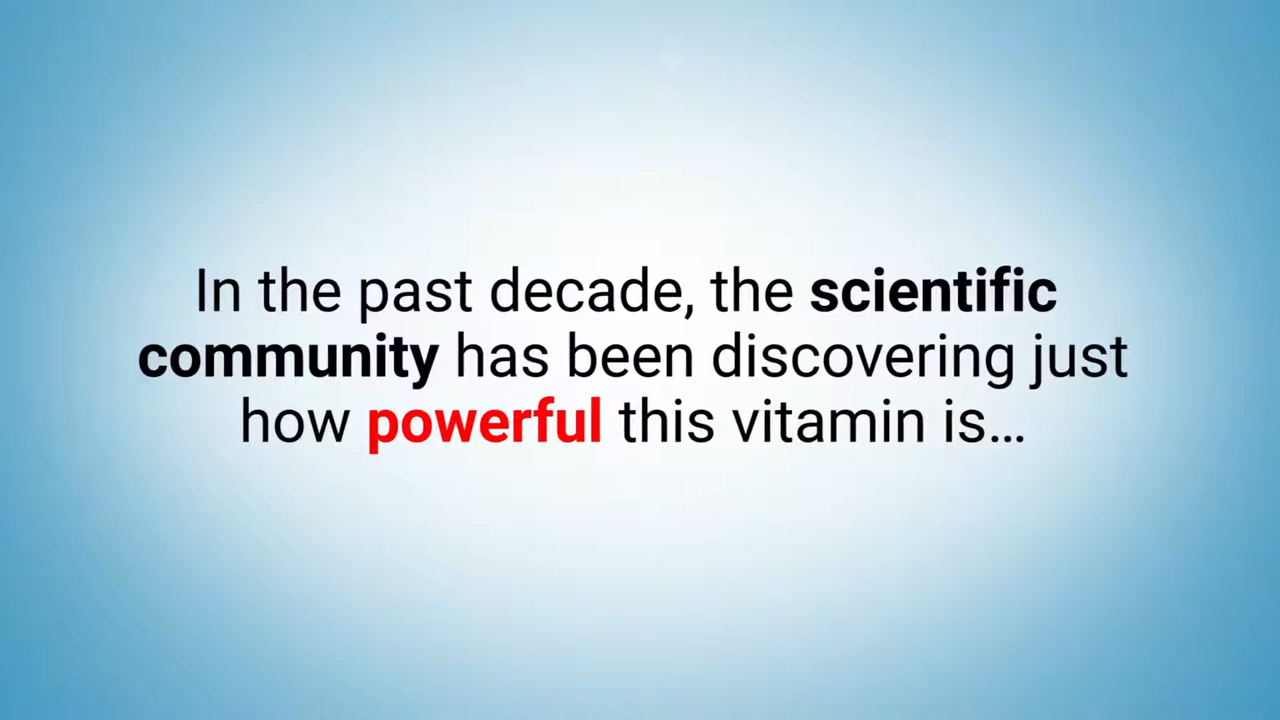 In the past decade, the scientific
community has been discovering just
how powerful this vitamin is…